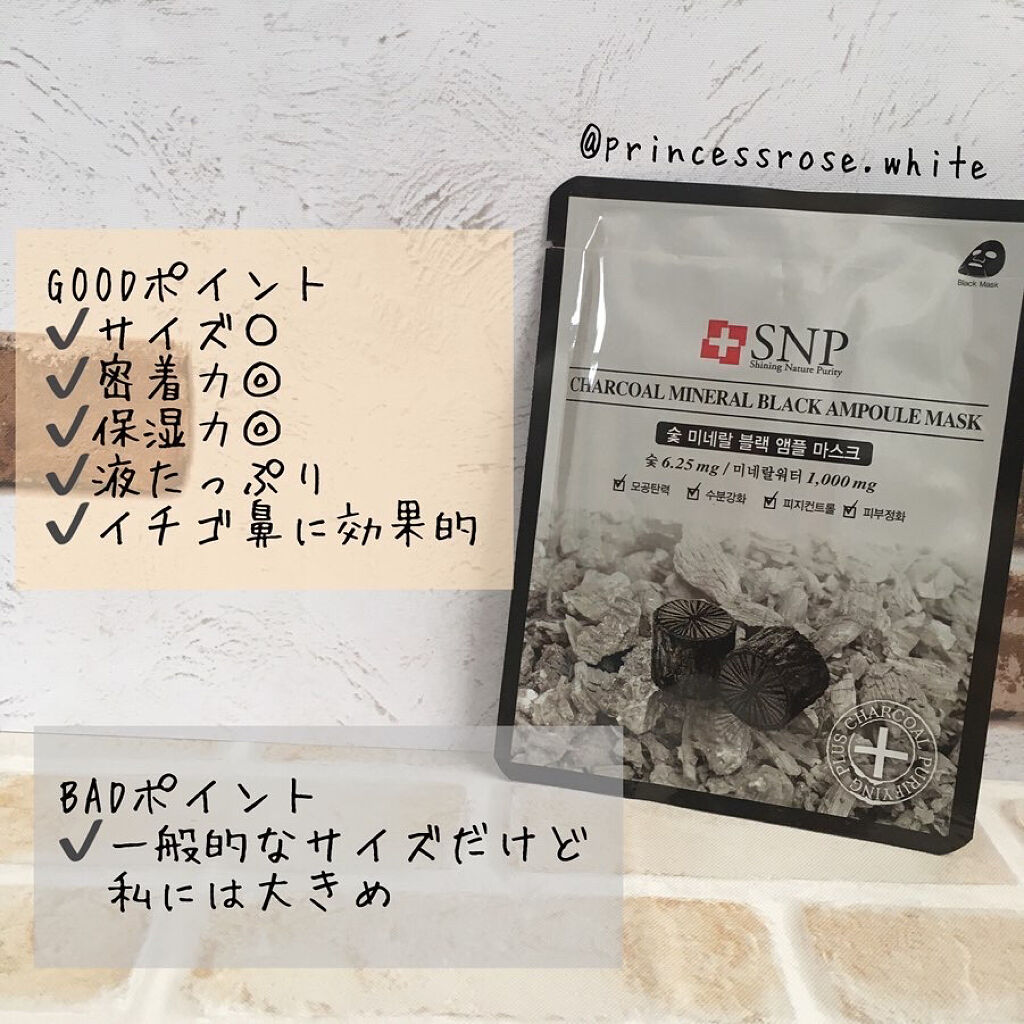 @princessrose.white
GOODポイント
✓サイズ○
✓密着力◎
✓保湿力◎
✓液たっぷり
✓イチゴ鼻に効果的
BADポイント
✓一般的なサイズだけど
私には大きめ
Black Mask
SNP
Shining Nature Purity
CHARCOAL MINERAL BLACK AMPOULE MASK
숯 미네랄 블랙 앰플 마스크
숯 6.25 mg / 미네랄워터 1,000 mg
☑ 모공탄력 ☑ 수분강화 ☑ 피지컨트롤 ☑ 피부정화
PLUS CHARCOAL PURIFYING